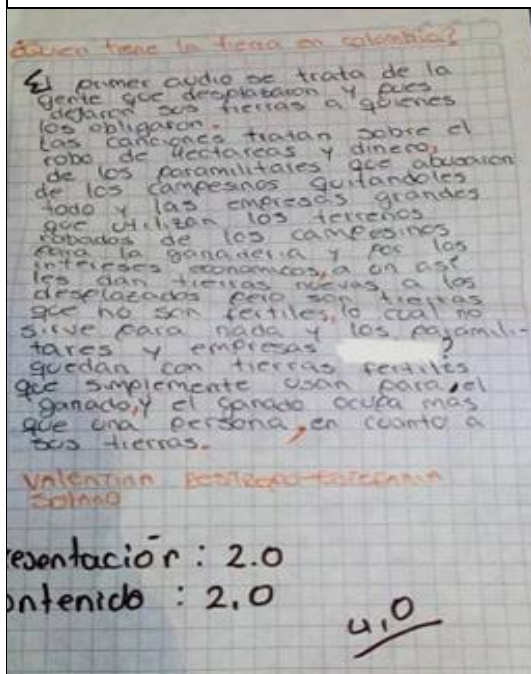 ¿Quien tiene la tierra en colombia?
El primer audio se trata de la
gente que desplazaron y pues
dejaron sus tierras a quienes
los obligaron.
Las canciones tratan sobre el
robo de Hectareas y dinero,
de los paramilitares que abusaron
de los campesinos quitandoles
todo y las empresas grandes
que utilizan los terrenos
robados de los campesinos
para la ganaderia y por los
intereses economicos, a un asi
les dan tierras nuevas a los
desplazados pero son tierras
que no son fertiles, lo cual no
sirve para nada y los paramili-
tares y empresas ?
quedan con tierras fertiles
que simplemente usan para el
ganado, y el ganado ocupa más
que una persona, en cuanto a
sus tierras.
Solano
esentación: 2.0
ontenido : 2.0
4,0